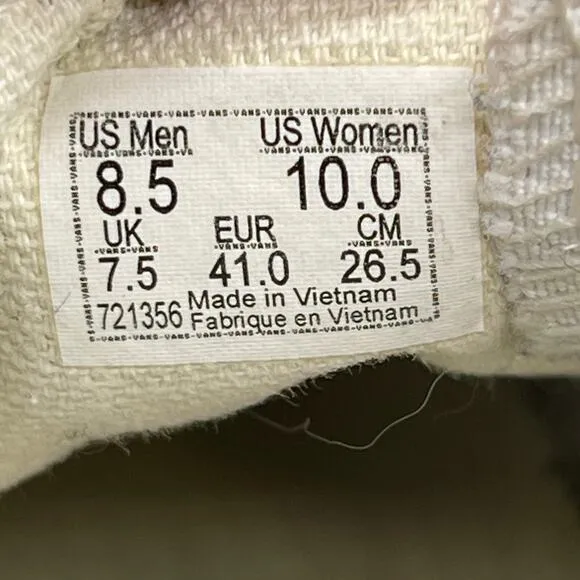 US Men US Women
8.5 10.0
UK EUR CM
7.5 41.0 26.5
721356 Made in Vietnam
Fabrique en Vietnam